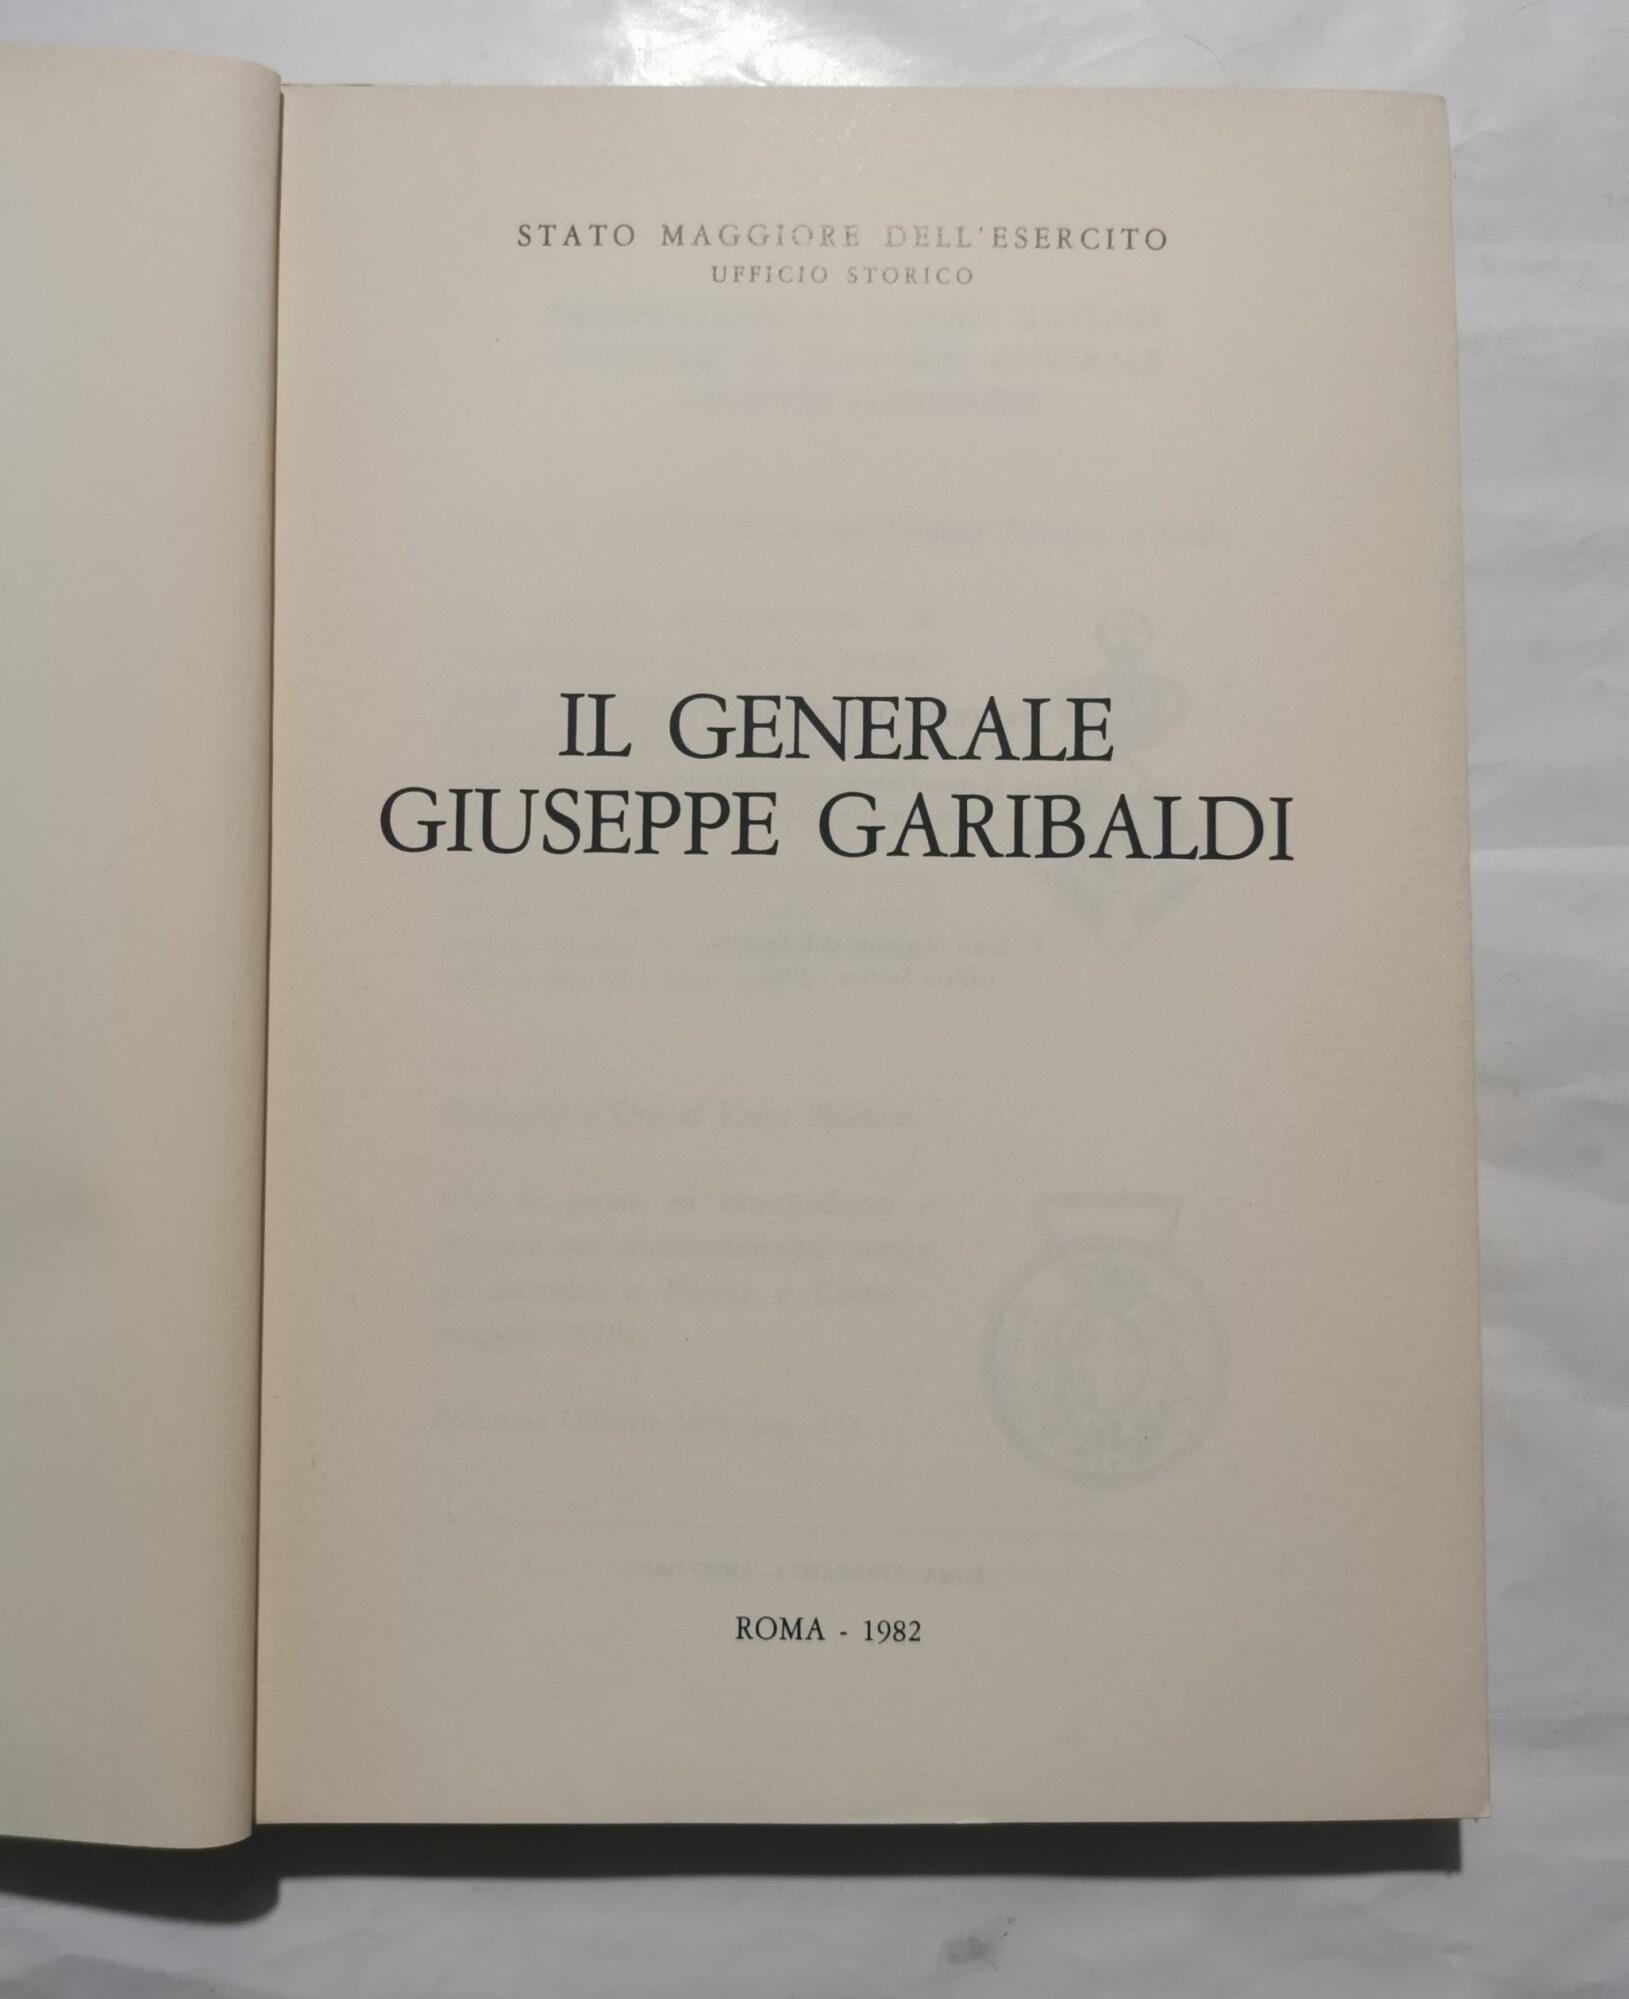 STATO MAGGIORE DELL'ESERCITO
UFFICIO STORICO
IL GENERALE
GIUSEPPE GARIBALDI
ROMA - 1982